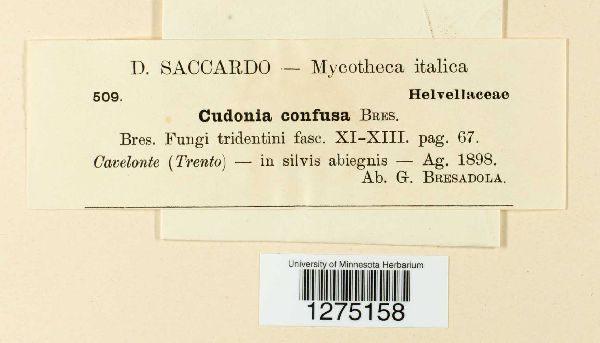 D. SACCARDO — Mycotheca italica
509. Helvellaceae
Cudonia confusa BRES.
Bres. Fungi tridentini fasc. XI-XIII. pag. 67.
Cavelonte (Trento) — in silvis abiegnis — Ag. 1898.
Ab. G. BRESADOLA.
University of Minnesota Herbarium
1275158